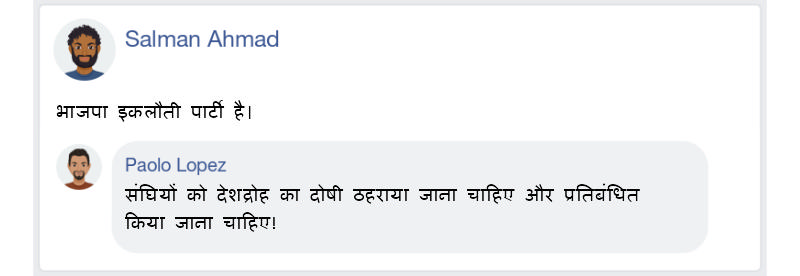 Salman Ahmad
भाजपा इकलौती पार्टी है।
Paolo Lopez
संघियों को देशद्रोह का दोषी ठहराया जाना चाहिए और प्रतिबंधित
किया जाना चाहिए!